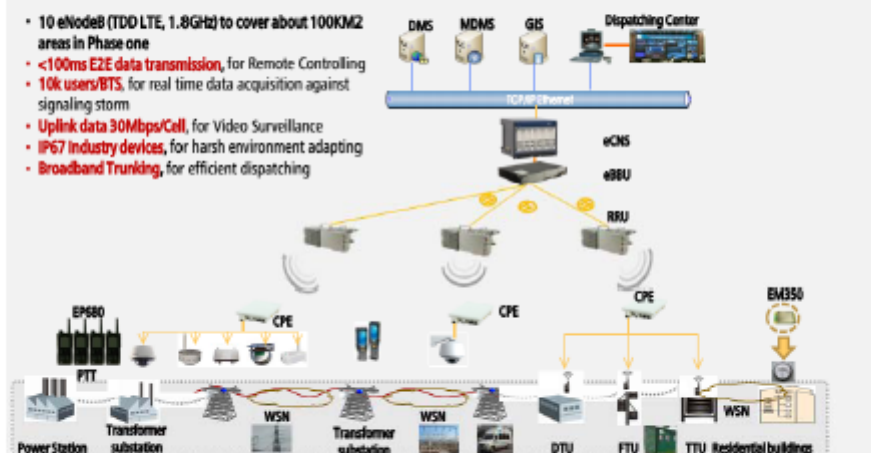 • 10 eNodeB (TDD LTE, 1.8GHz) to cover about 100KM2
areas in Phase one
• <100ms E2E data transmission, for Remote Controlling
• 10k users/BTS, for real time data acquisition against
signaling storm
• Uplink data 30Mbps/Cell, for Video Surveillance
• IP67 Industry devices, for harsh environment adapting
• Broadband Trunking, for efficient dispatching
DMS
MDMS
GIS
Dispatching Center
TCP/IP Ethernet
eCNS
eBBU
RRU
EP680
CPE
CPE
CPE
EM350
PTT
WSN
WSN
WSN
Power Station
Transformer
substation
Transformer
substation
DTU
FTU
TTU
Residential buildings